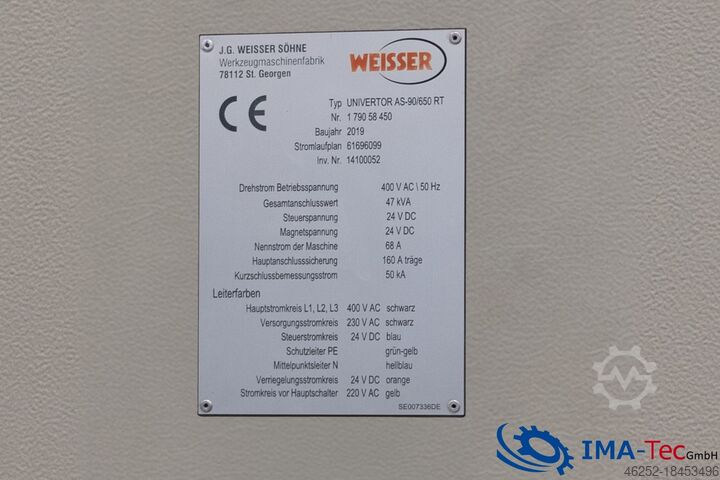 J.G. WEISSER SÖHNE
Werkzeugmaschinenfabrik
78112 St. Georgen
WEISSER
CE
Typ UNIVERTOR AS-90/650 RT
Nr. 1 790 58 450
Baujahr 2019
Stromlaufplan 61696099
Inv. Nr. 14100052
Drehstrom Betriebsspannung 400 V AC \ 50 Hz
Gesamtanschlusswert 47 kVA
Steuerspannung 24 V DC
Magnetspannung 24 V DC
Nennstrom der Maschine 68 A
Hauptanschlusssicherung 160 A träge
Kurzschlussbemessungsstrom 50 kA
Leiterfarben
Hauptstromkreis L1, L2, L3 400 V AC schwarz
Versorgungsstromkreis 230 V AC schwarz
Steuerstromkreis 24 V DC blau
Schutzleiter PE grün-gelb
Mittelpunktsleiter N hellblau
Verriegelungsstromkreis 24 V DC orange
Stromkreis vor Hauptschalter 220 V AC gelb
SE007336DE
IMA-Tec GmbH
46252-18453496